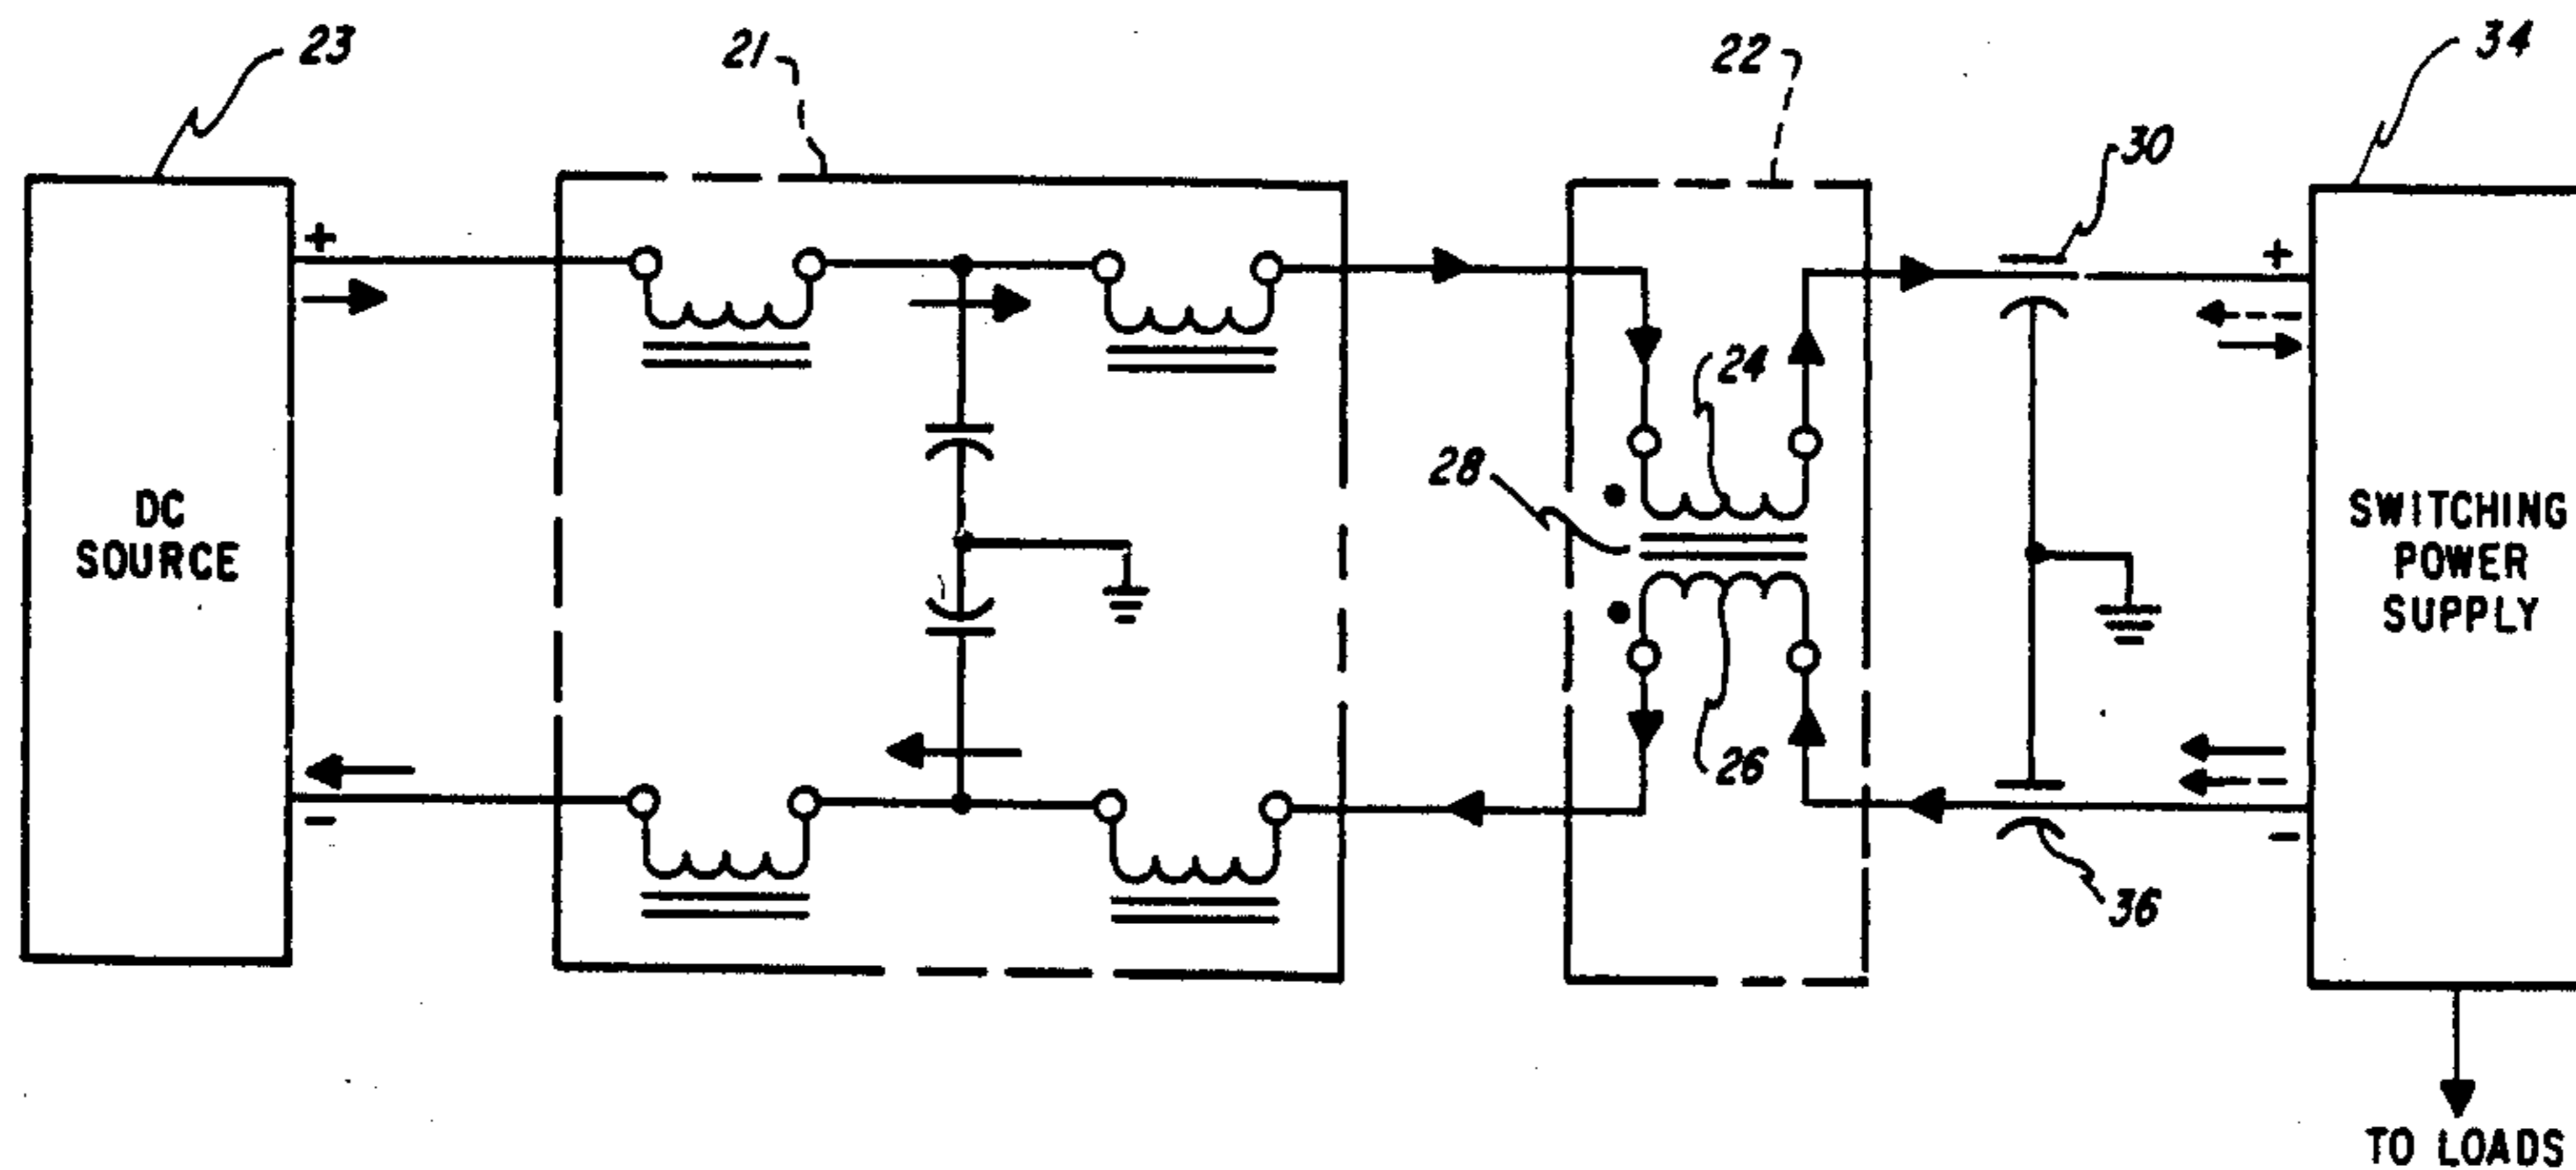 23
21
22
34
30
+
+
24
28
DC
SOURCE
SWITCHING
POWER
SUPPLY
26
−
−
36
TO LOADS